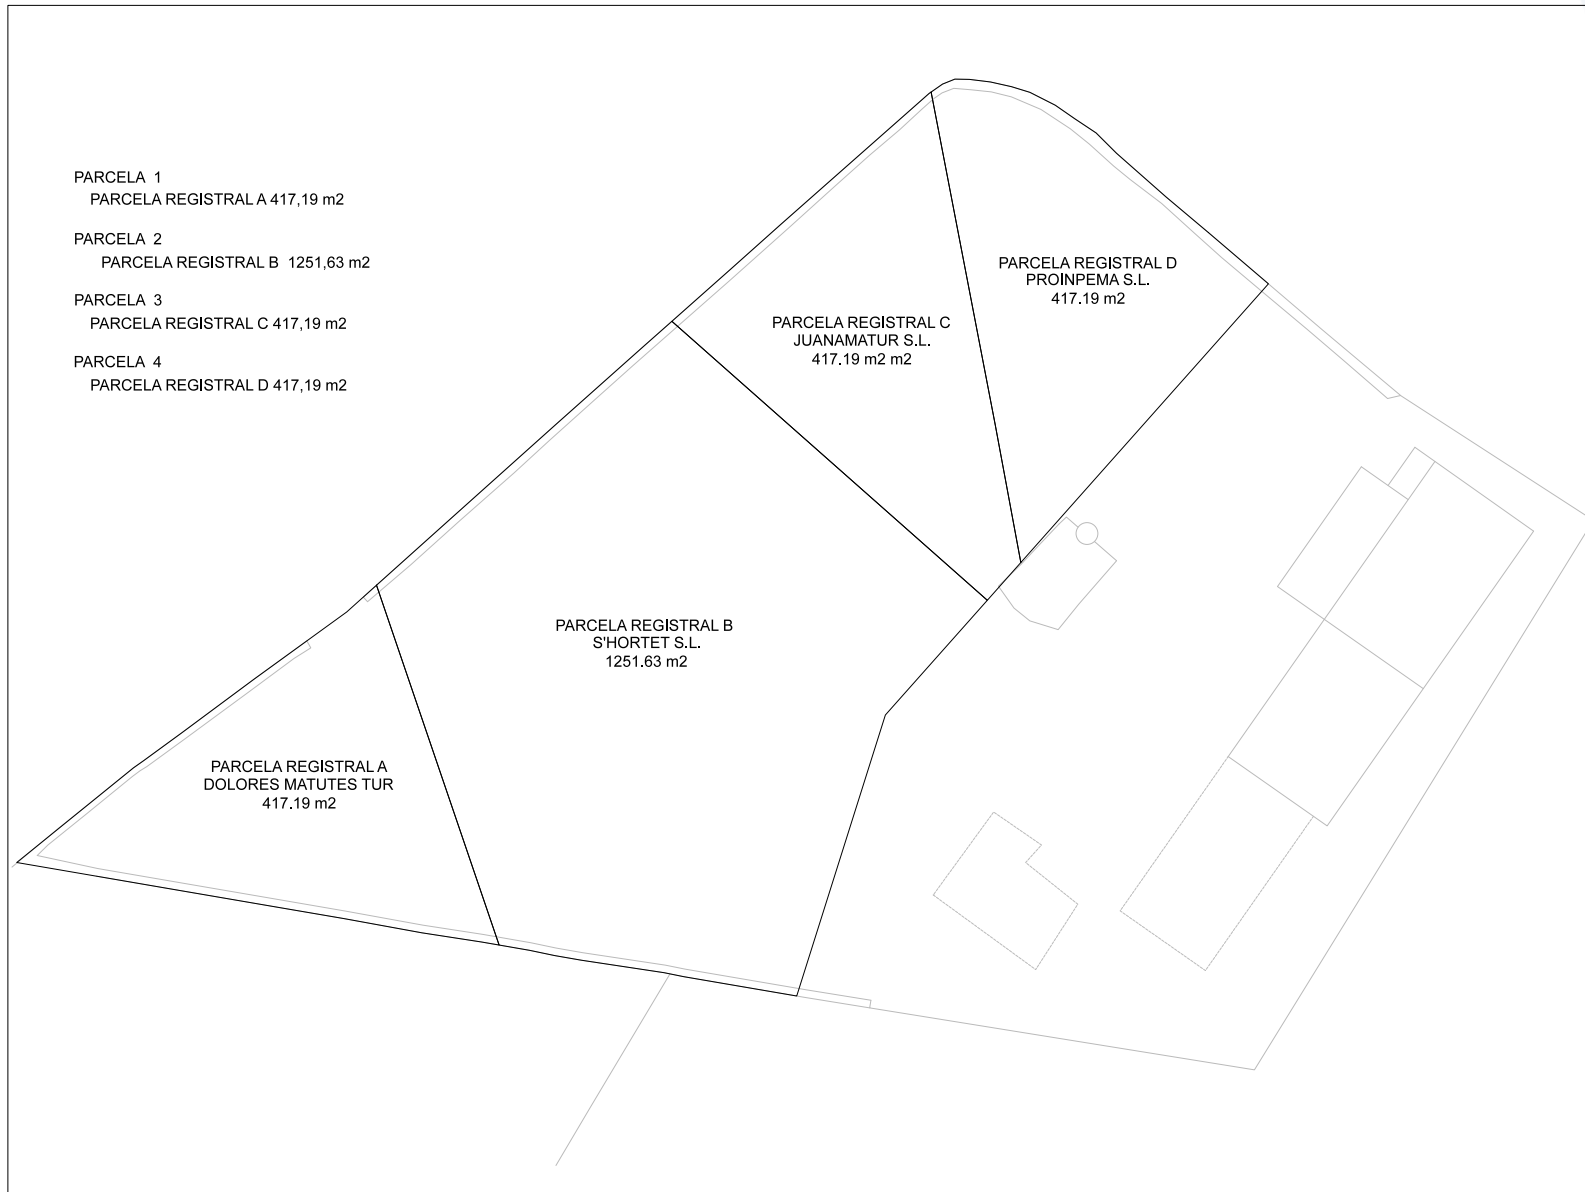 PARCELA 1
PARCELA REGISTRAL A 417,19 m2
PARCELA 2
PARCELA REGISTRAL B 1251,63 m2
PARCELA 3
PARCELA REGISTRAL C 417,19 m2
PARCELA 4
PARCELA REGISTRAL D 417,19 m2
PARCELA REGISTRAL D
PROINPEMA S.L.
417.19 m2
PARCELA REGISTRAL C
JUANAMATUR S.L.
417.19 m2 m2
PARCELA REGISTRAL B
S'HORTET S.L.
1251.63 m2
PARCELA REGISTRAL A
DOLORES MATUTES TUR
417.19 m2